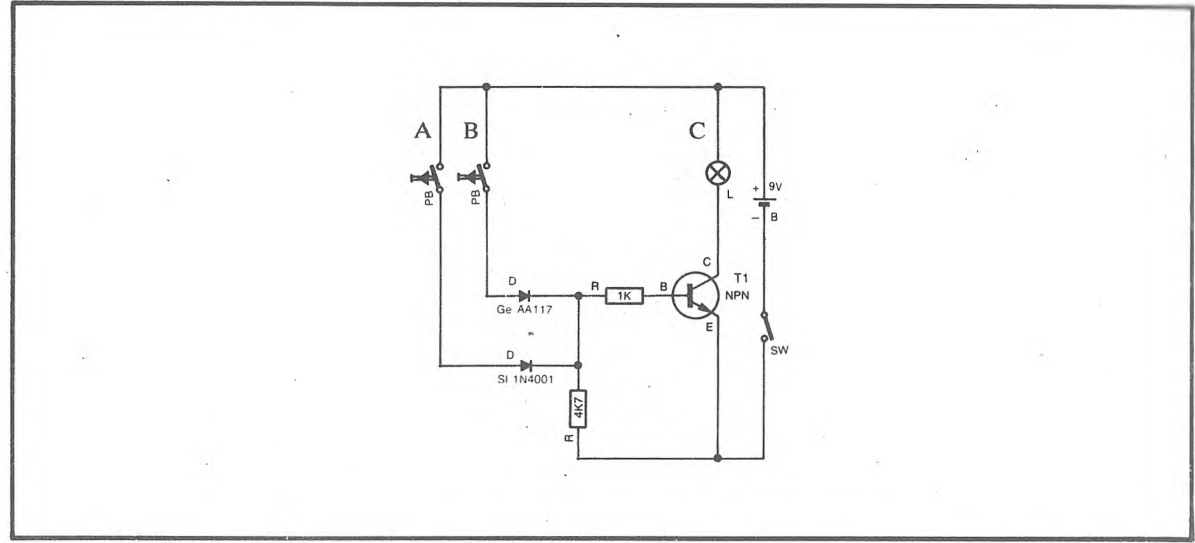 A B C
PB PB
L
+ 9V
− B
C
T1
NPN
D
Ge AA117
R 1K B
E
SW
D
SI 1N4001
4K7
R